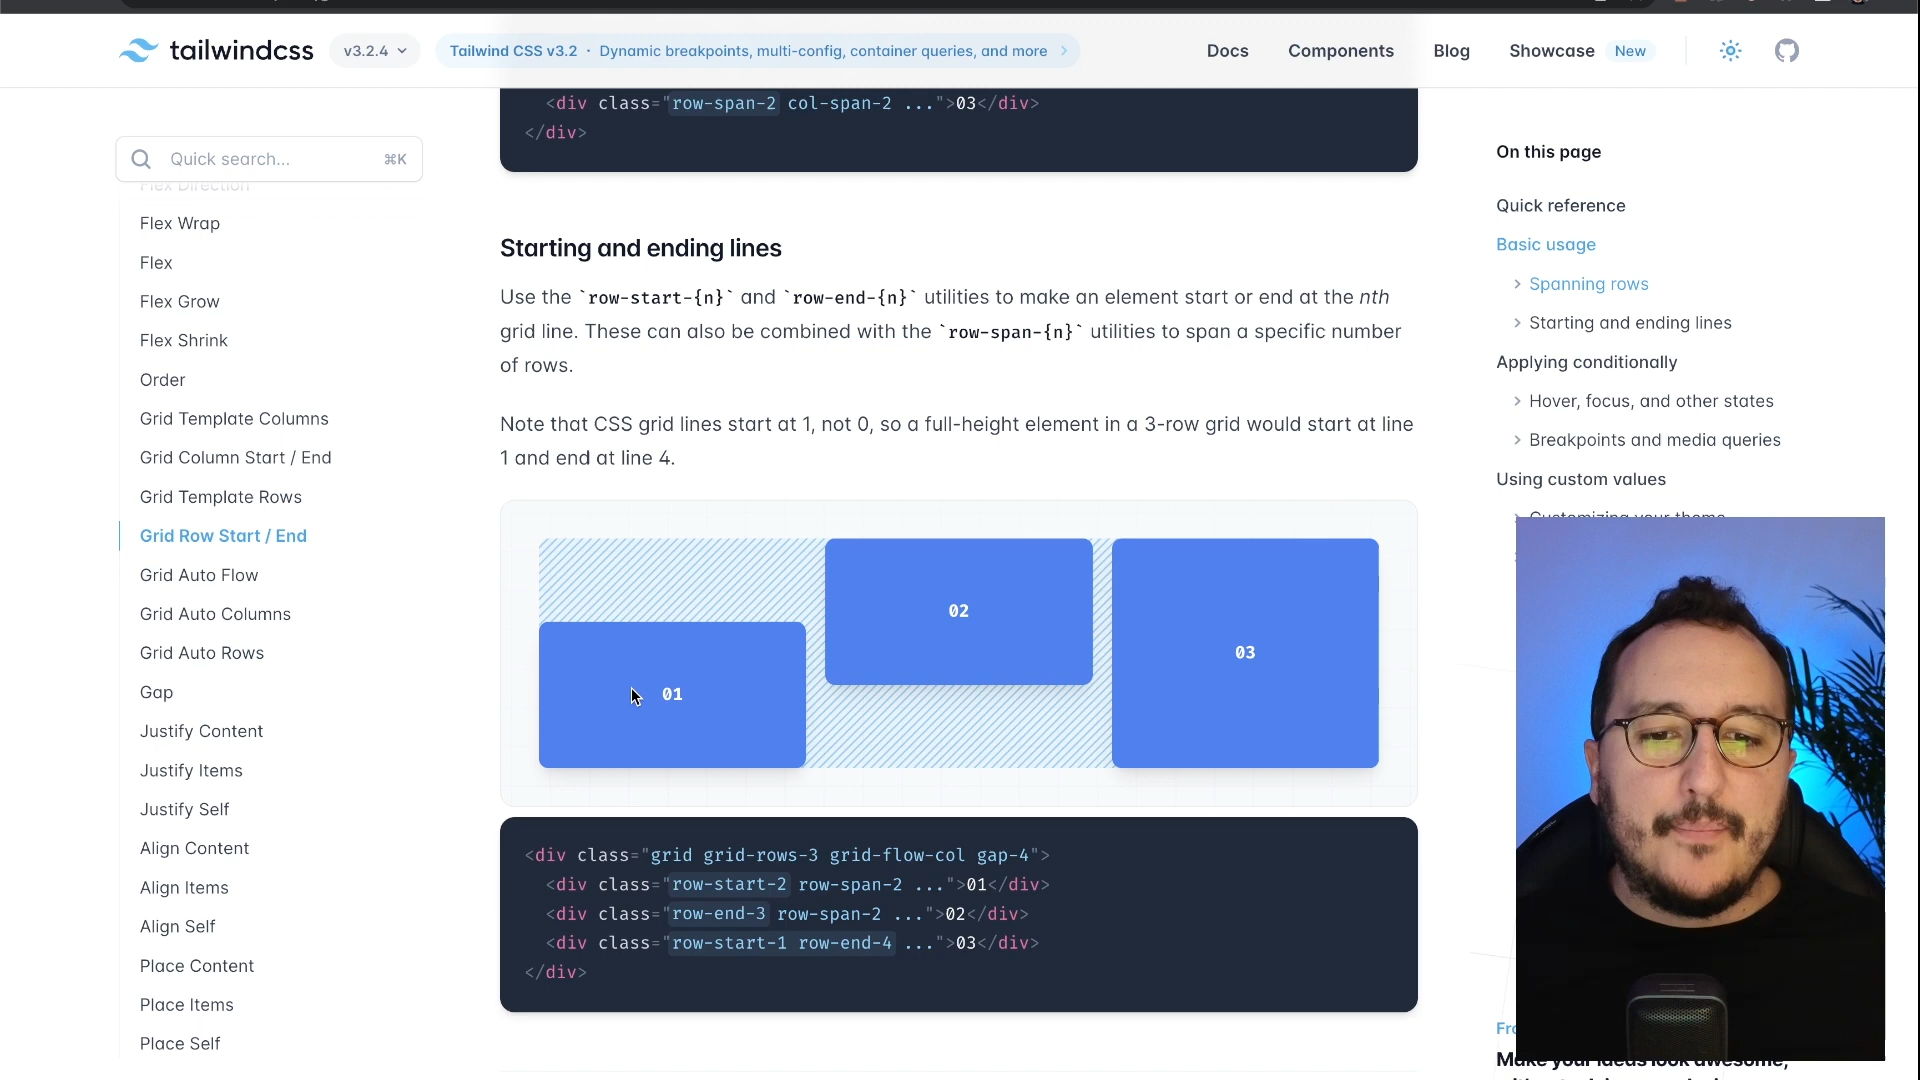 tailwindcss
v3.2.4
Tailwind CSS v3.2 · Dynamic breakpoints, multi-config, container queries, and more
Docs
Components
Blog
Showcase
New
Quick search...
⌘K
Flex Direction
Flex Wrap
Flex
Flex Grow
Flex Shrink
Order
Grid Template Columns
Grid Column Start / End
Grid Template Rows
Grid Row Start / End
Grid Auto Flow
Grid Auto Columns
Grid Auto Rows
Gap
Justify Content
Justify Items
Justify Self
Align Content
Align Items
Align Self
Place Content
Place Items
Place Self
<div class="row-span-2 col-span-2 ...">03</div>
</div>
Starting and ending lines
Use the `row-start-{n}` and `row-end-{n}` utilities to make an element start or end at the nth
grid line. These can also be combined with the `row-span-{n}` utilities to span a specific number
of rows.
Note that CSS grid lines start at 1, not 0, so a full-height element in a 3-row grid would start at line
1 and end at line 4.
01
02
03
<div class="grid grid-rows-3 grid-flow-col gap-4">
<div class="row-start-2 row-span-2 ...">01</div>
<div class="row-end-3 row-span-2 ...">02</div>
<div class="row-start-1 row-end-4 ...">03</div>
</div>
On this page
Quick reference
Basic usage
Spanning rows
Starting and ending lines
Applying conditionally
Hover, focus, and other states
Breakpoints and media queries
Using custom values
Customizing your theme
Make your ideas look awesome,